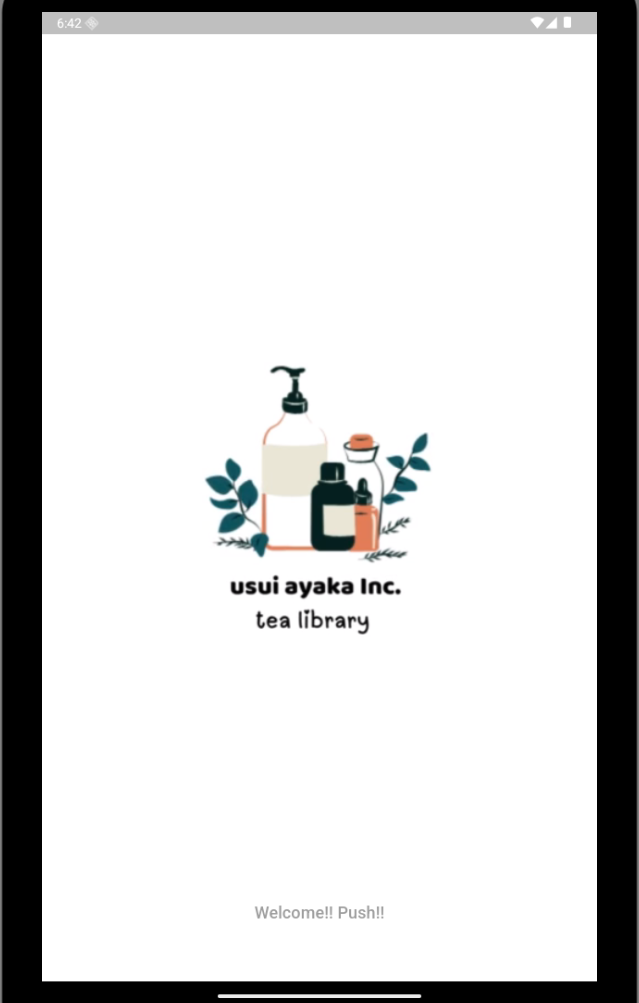 6:42
usui ayaka Inc.
tea library
Welcome!! Push!!